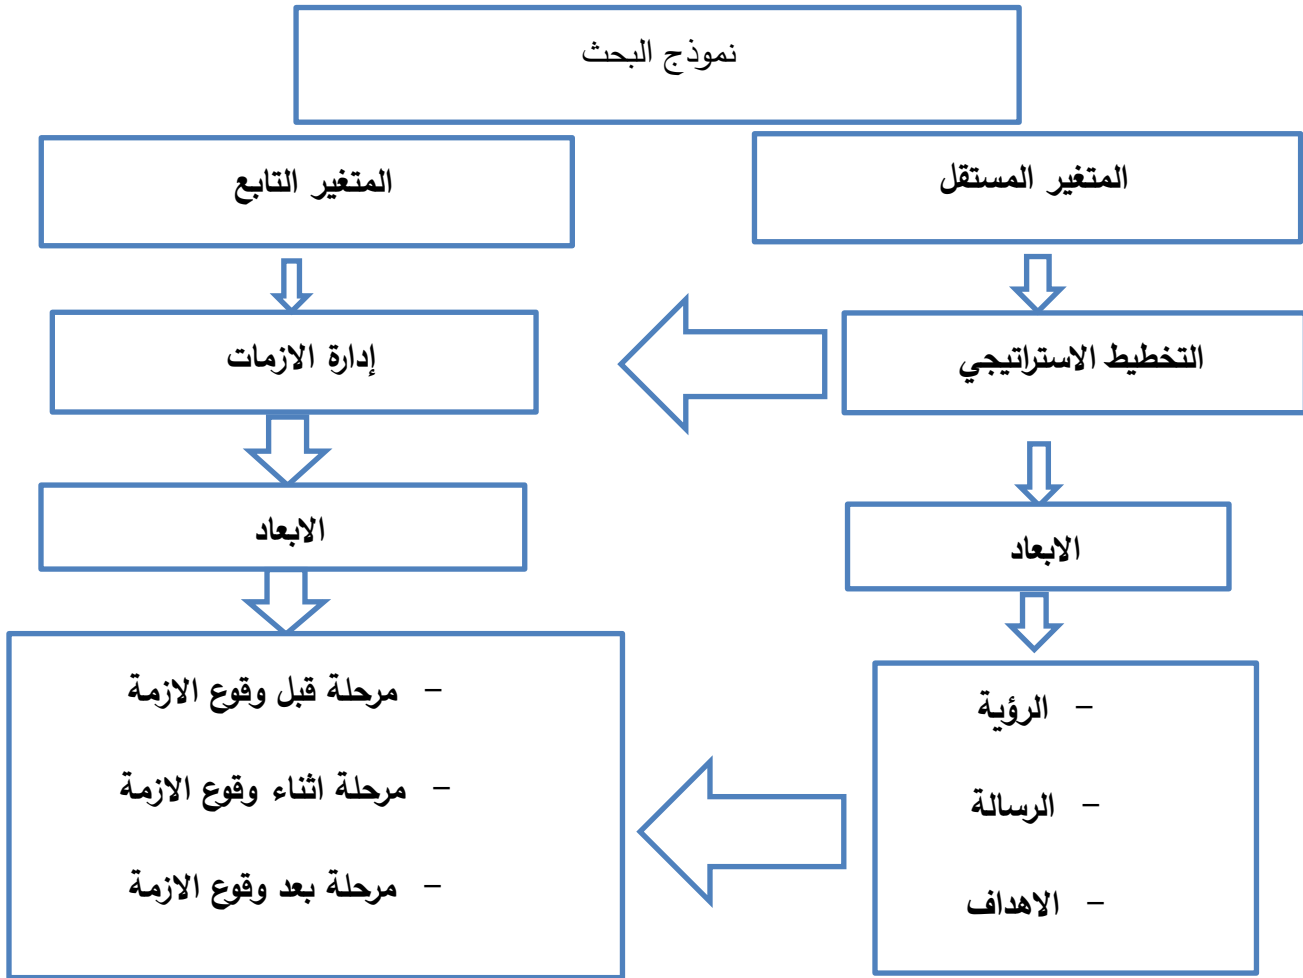 نموذج البحث
المتغير المستقل
المتغير التابع
التخطيط الاستراتيجي
إدارة الازمات
الابعاد
الابعاد
- الرؤية
- الرسالة
- الاهداف
- مرحلة قبل وقوع الازمة
- مرحلة اثناء وقوع الازمة
- مرحلة بعد وقوع الازمة